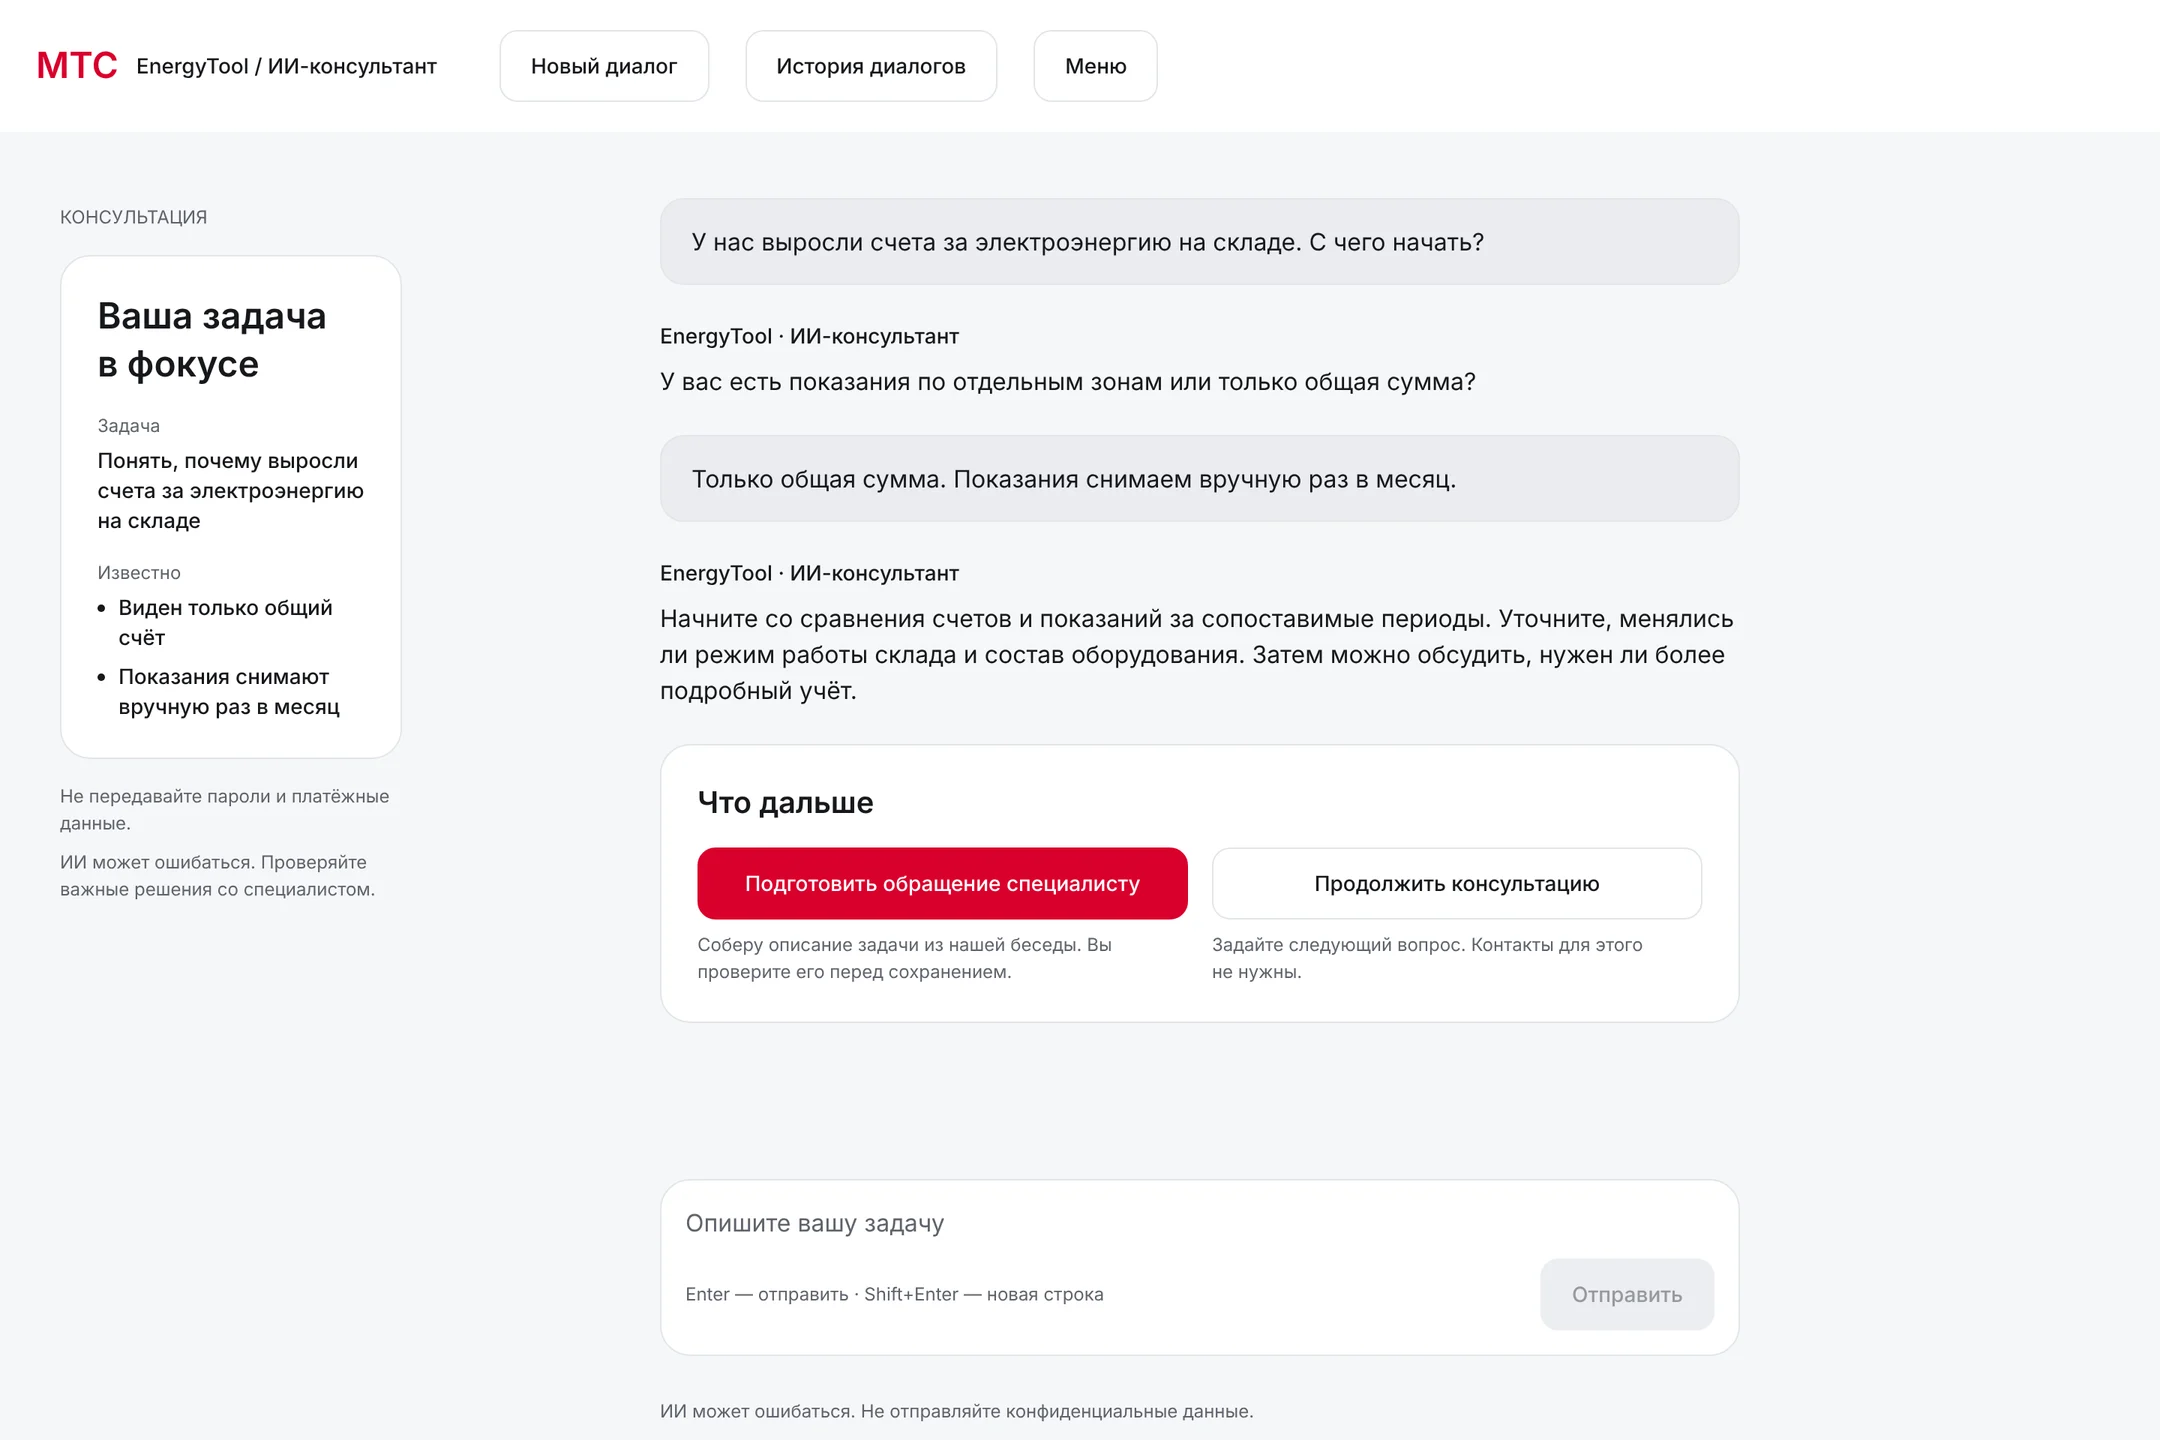 МТС EnergyTool / ИИ-консультант
Новый диалог
История диалогов
Меню
КОНСУЛЬТАЦИЯ
Ваша задача
в фокусе
Задача
Понять, почему выросли
счета за электроэнергию
на складе
Известно
• Виден только общий
счёт
• Показания снимают
вручную раз в месяц
Не передавайте пароли и платёжные
данные.
ИИ может ошибаться. Проверяйте
важные решения со специалистом.
У нас выросли счета за электроэнергию на складе. С чего начать?
EnergyTool · ИИ-консультант
У вас есть показания по отдельным зонам или только общая сумма?
Только общая сумма. Показания снимаем вручную раз в месяц.
EnergyTool · ИИ-консультант
Начните со сравнения счетов и показаний за сопоставимые периоды. Уточните, менялись
ли режим работы склада и состав оборудования. Затем можно обсудить, нужен ли более
подробный учёт.
Что дальше
Подготовить обращение специалисту
Соберу описание задачи из нашей беседы. Вы
проверите его перед сохранением.
Продолжить консультацию
Задайте следующий вопрос. Контакты для этого
не нужны.
Опишите вашу задачу
Enter — отправить · Shift+Enter — новая строка
Отправить
ИИ может ошибаться. Не отправляйте конфиденциальные данные.